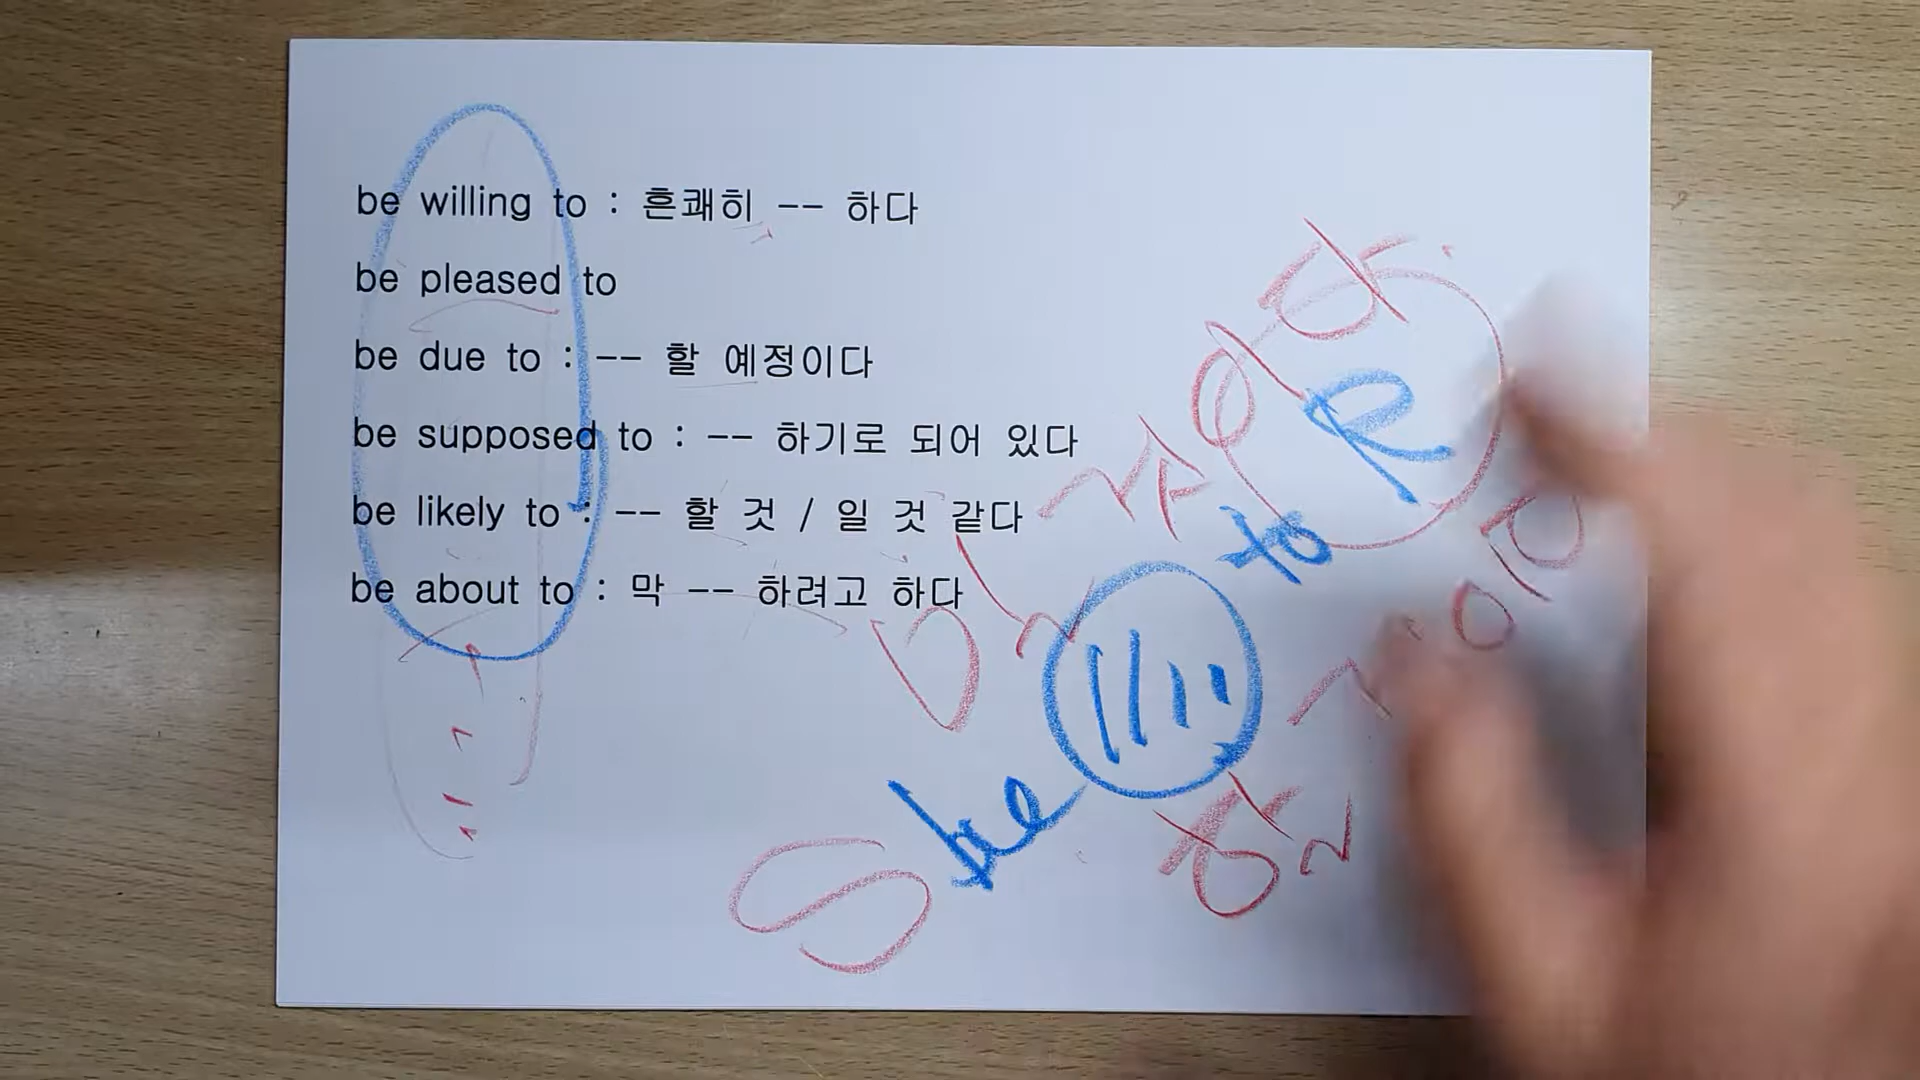 be willing to : 흔쾌히 -- 하다
be pleased to
be due to : -- 할 예정이다
be supposed to : -- 하기로 되어 있다
be likely to : -- 할 것 / 일 것 같다
be about to : 막 -- 하려고 하다
R
to
be
S